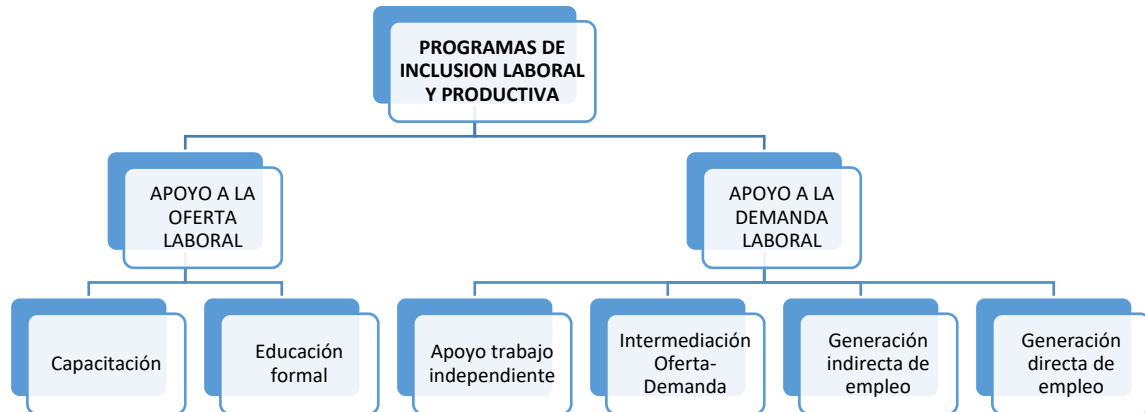 PROGRAMAS DE
INCLUSION LABORAL
Y PRODUCTIVA
APOYO A LA
OFERTA
LABORAL
APOYO A LA
DEMANDA
LABORAL
Capacitación
Educación
formal
Apoyo trabajo
independiente
Intermediación
Oferta-
Demanda
Generación
indirecta de
empleo
Generación
directa de
empleo